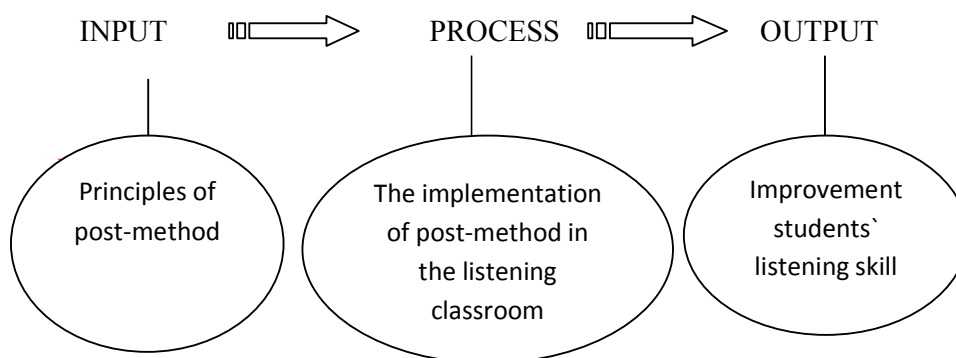 INPUT
PROCESS
OUTPUT
Principles of
post-method
The implementation
of post-method in
the listening
classroom
Improvement
students`
listening skill